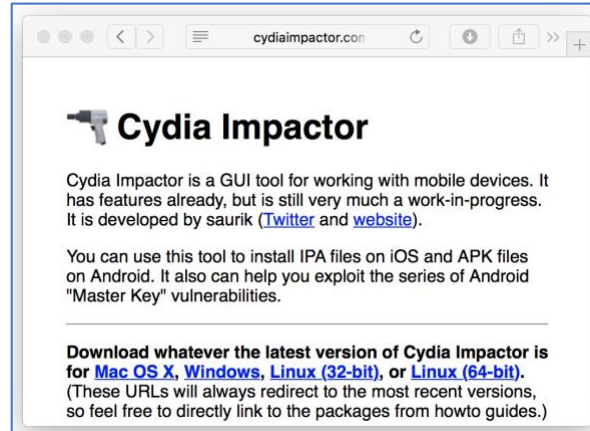 cydiaimpactor.con
Cydia Impactor
Cydia Impactor is a GUI tool for working with mobile devices. It
has features already, but is still very much a work-in-progress.
It is developed by saurik (Twitter and website).
You can use this tool to install IPA files on iOS and APK files
on Android. It also can help you exploit the series of Android
"Master Key" vulnerabilities.
Download whatever the latest version of Cydia Impactor is
for Mac OS X, Windows, Linux (32-bit), or Linux (64-bit).
(These URLs will always redirect to the most recent versions,
so feel free to directly link to the packages from howto guides.)